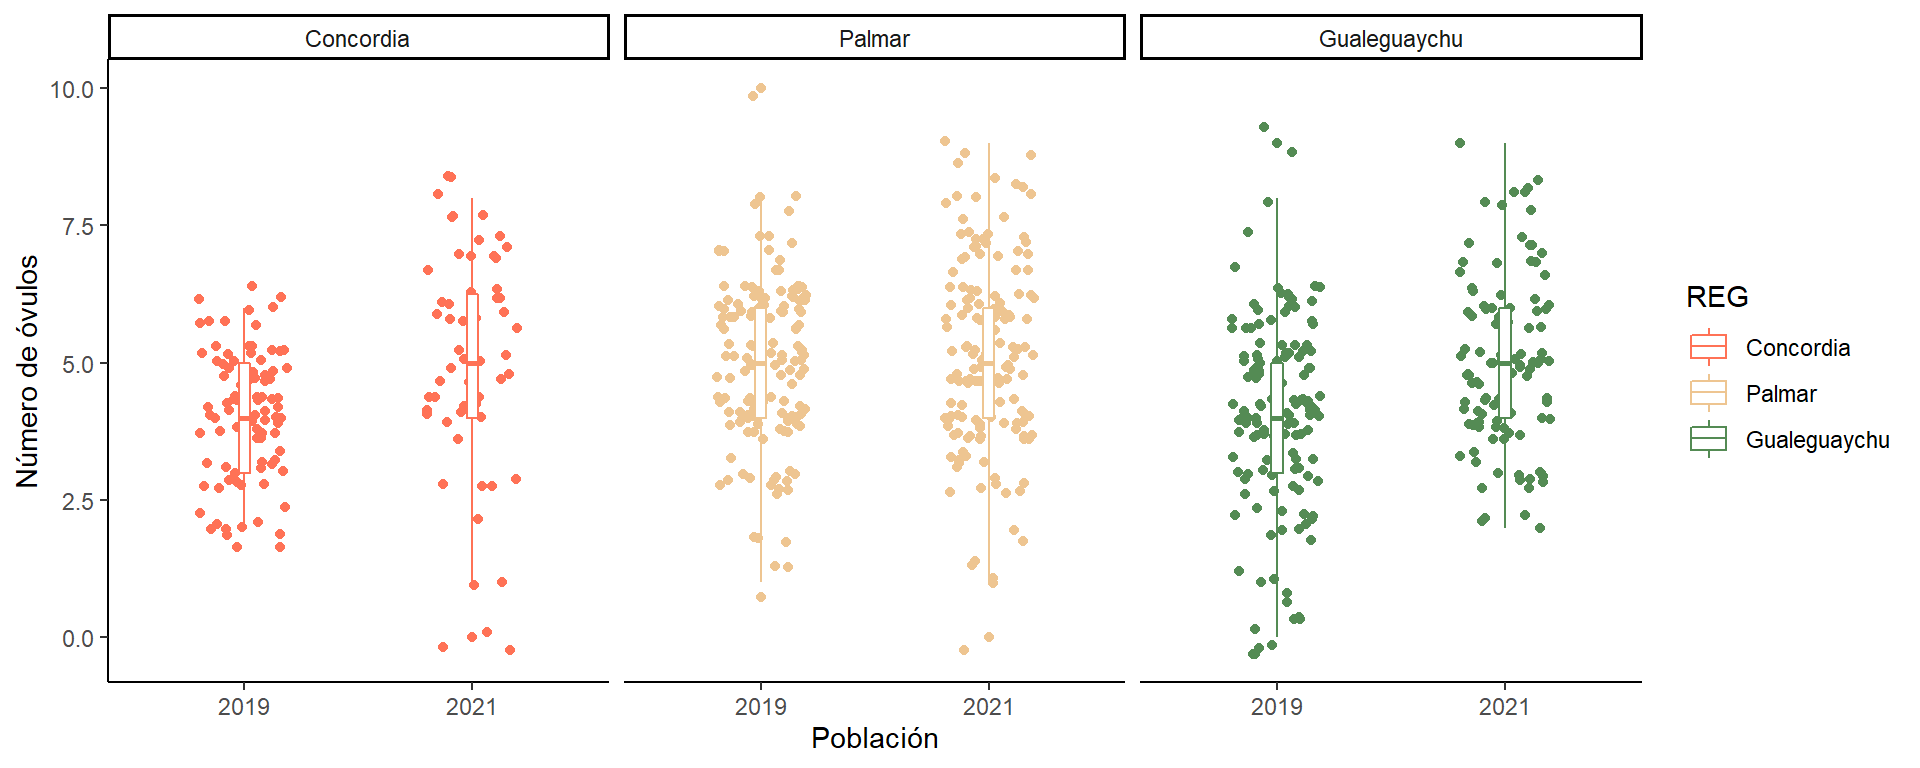 Concordia Palmar Gualeguaychu
10.0
7.5
5.0
2.5
0.0
Número de óvulos
2019 2021 2019 2021 2019 2021
Población
REG
Concordia
Palmar
Gualeguaychu